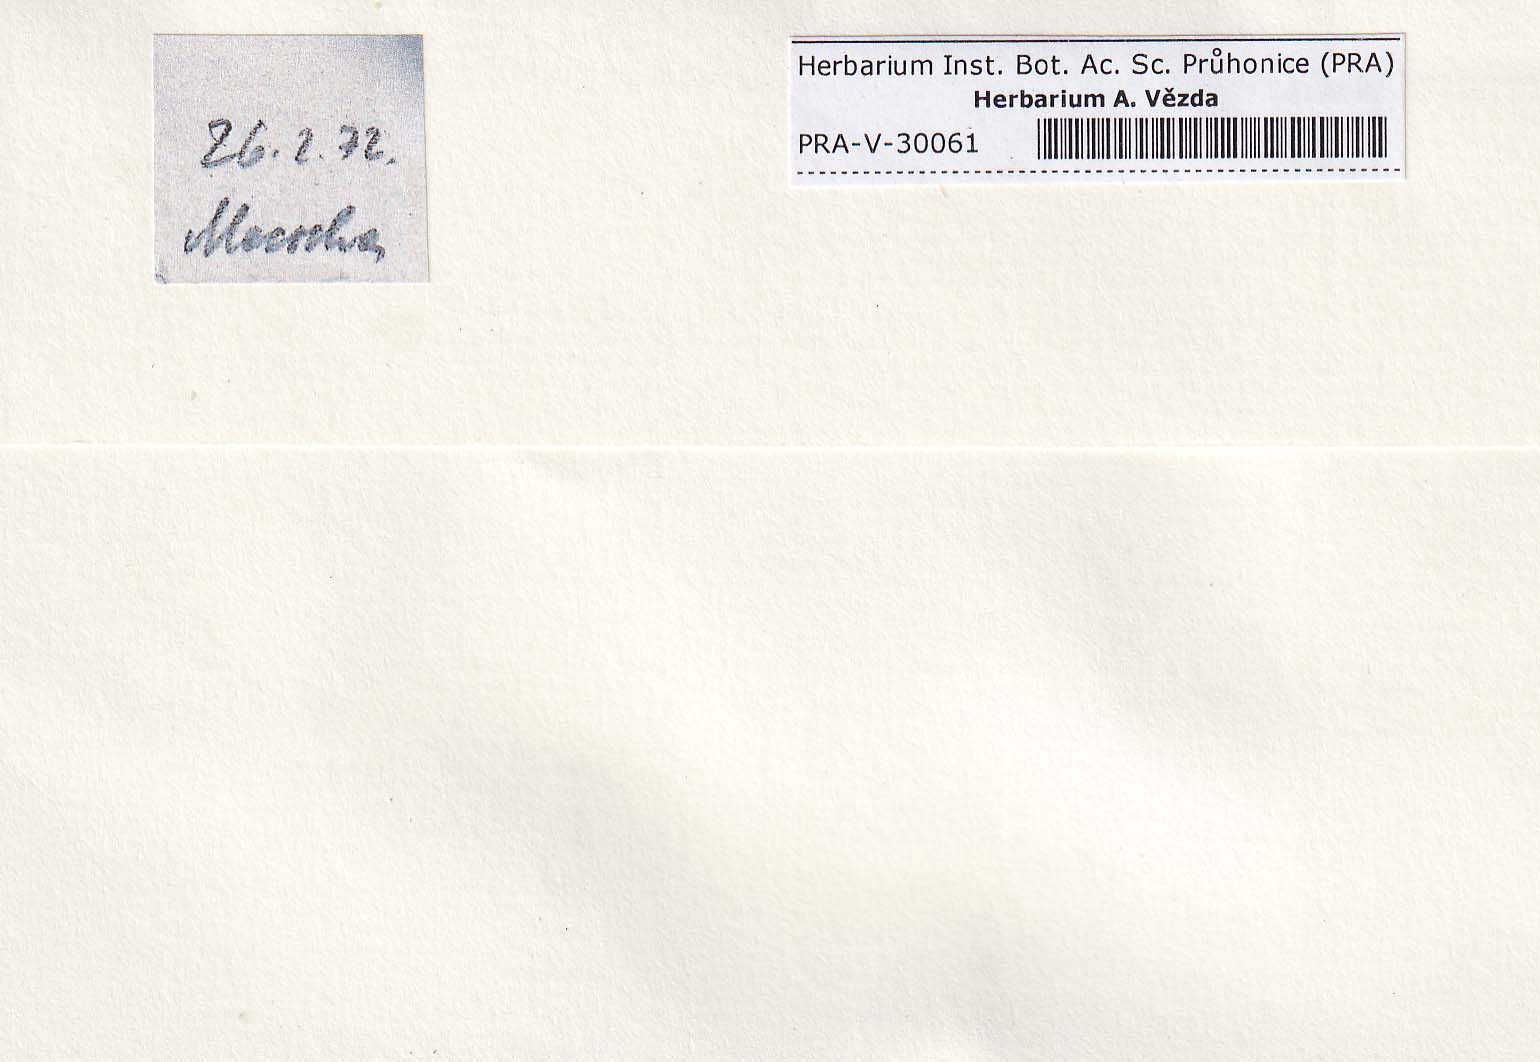 26. 2. 72.
Herbarium Inst. Bot. Ac. Sc. Průhonice (PRA)
Herbarium A. Vězda
PRA-V-30061